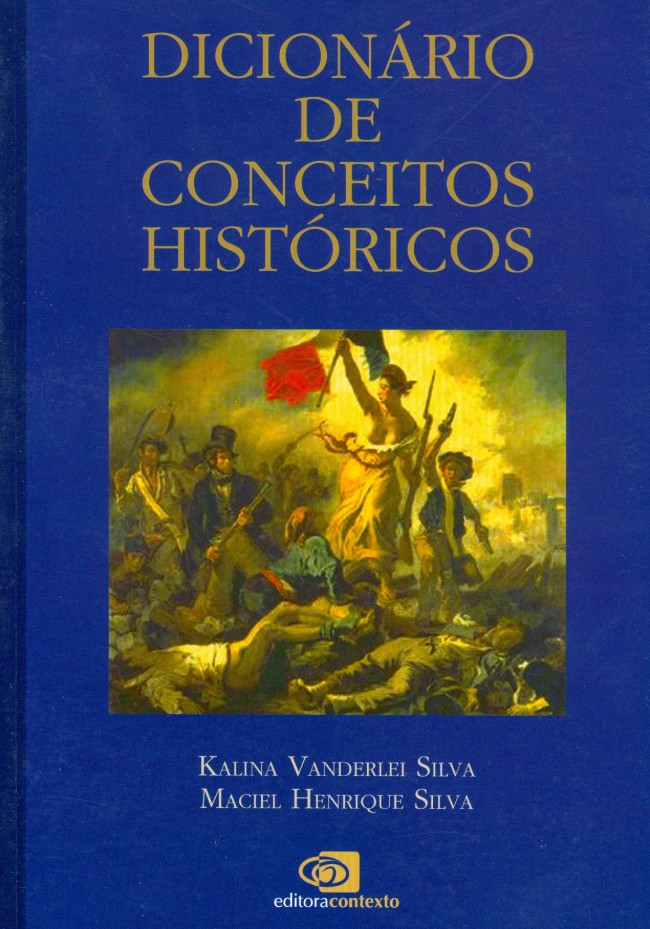 DICIONÁRIO
DE
CONCEITOS
HISTÓRICOS
KALINA VANDERLEI SILVA
MACIEL HENRIQUE SILVA
editoracontexto